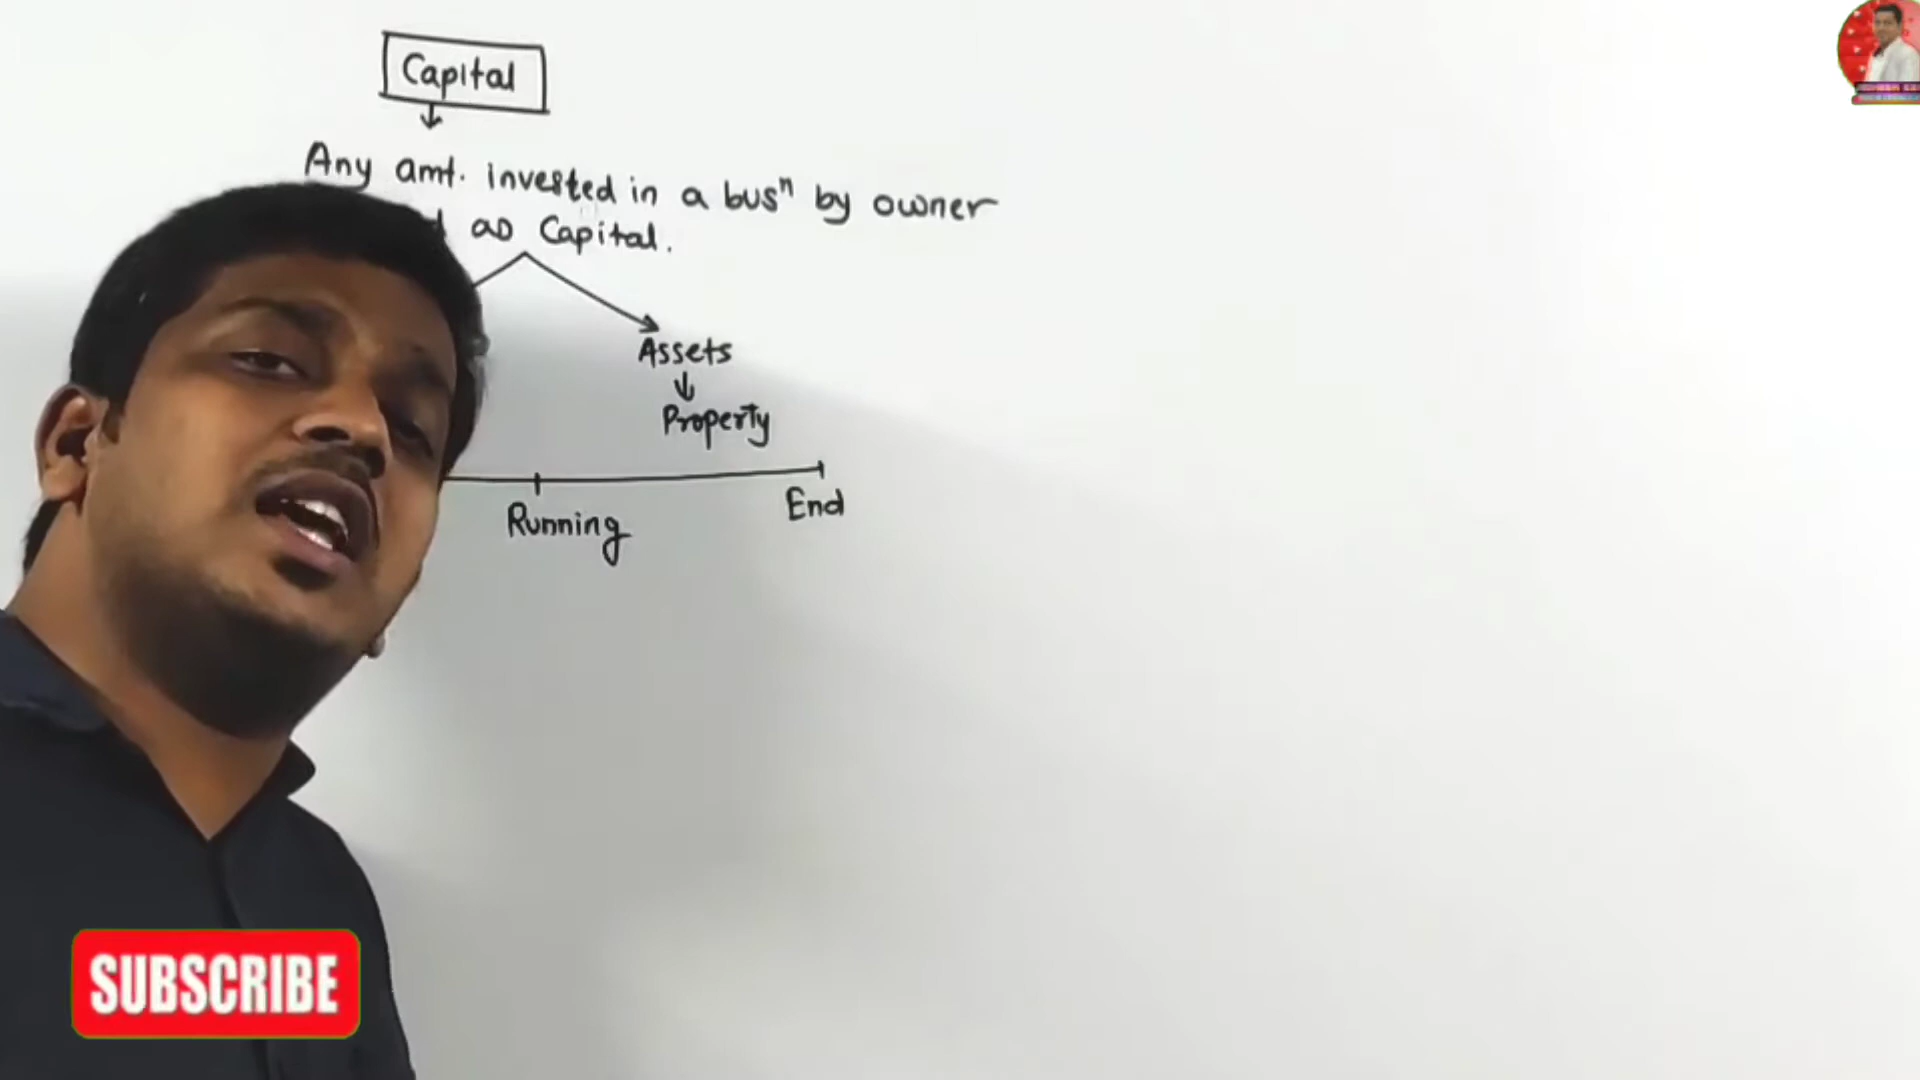 Capital
Any amt. invested in a busⁿ by owner
as Capital.
Assets
Property
Running
End
SUBSCRIBE